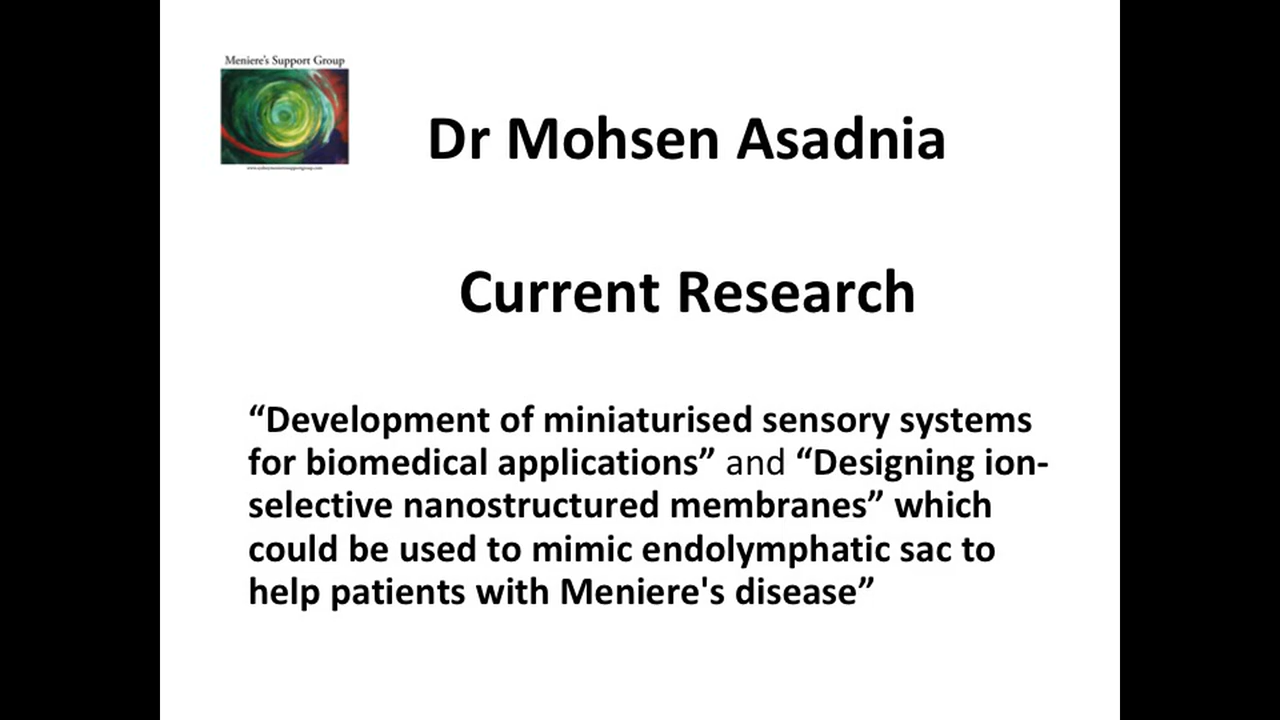 Meniere's Support Group
Dr Mohsen Asadnia
Current Research
“Development of miniaturised sensory systems
for biomedical applications” and “Designing ion-
selective nanostructured membranes” which
could be used to mimic endolymphatic sac to
help patients with Meniere's disease”